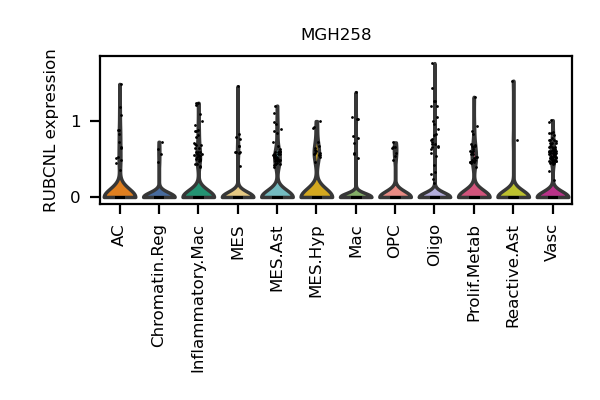 MGH258
RUBCNL expression
1
0
AC
Chromatin.Reg
Inflammatory.Mac
MES
MES.Ast
MES.Hyp
Mac
OPC
Oligo
Prolif.Metab
Reactive.Ast
Vasc